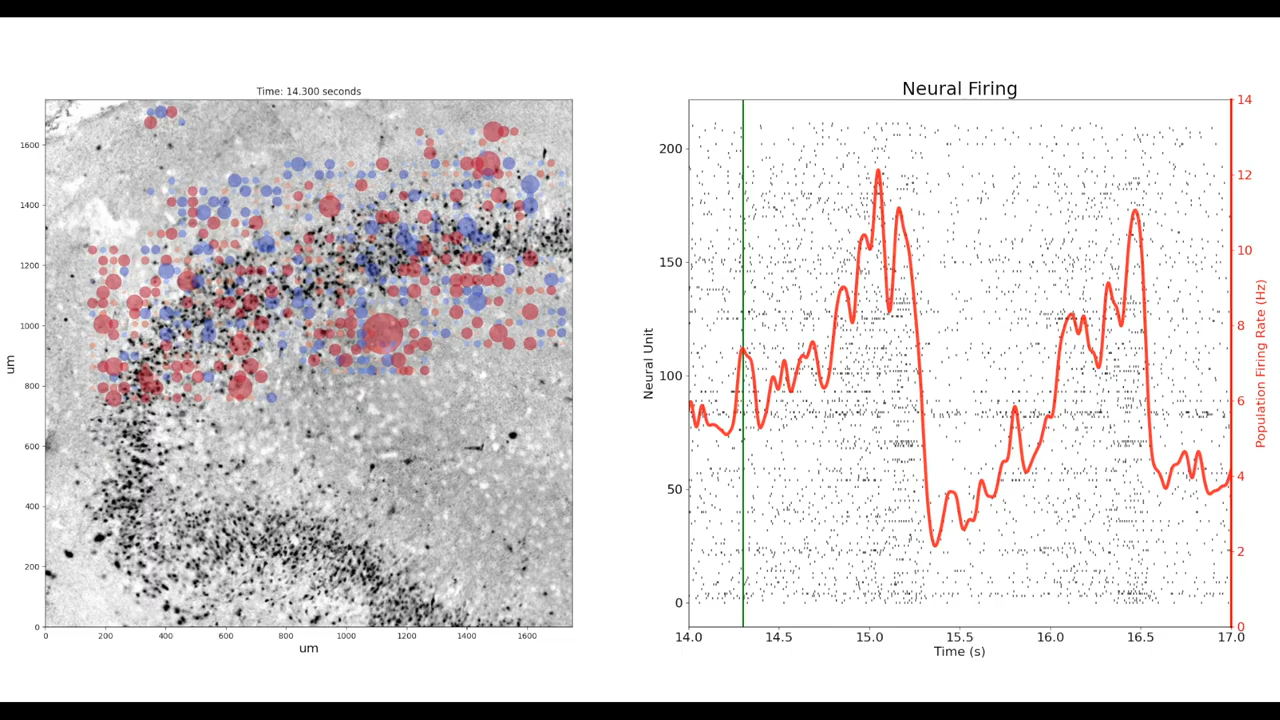 Time: 14.300 seconds
um
1600
1400
1200
1000
800
600
400
200
0
0 200 400 600 800 1000 1200 1400 1600
um
Neural Firing
Neural Unit
200
150
100
50
0
14.0 14.5 15.0 15.5 16.0 16.5 17.0
Time (s)
14
12
10
8
6
4
2
0
Population Firing Rate (Hz)